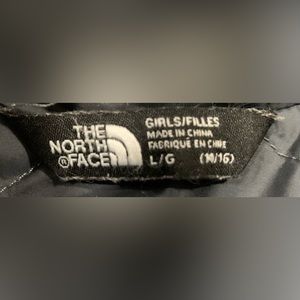 THE
NORTH
FACE
®
GIRLS/FILLES
MADE IN CHINA
FABRIQUÉ EN CHINE
L/G (14/16)